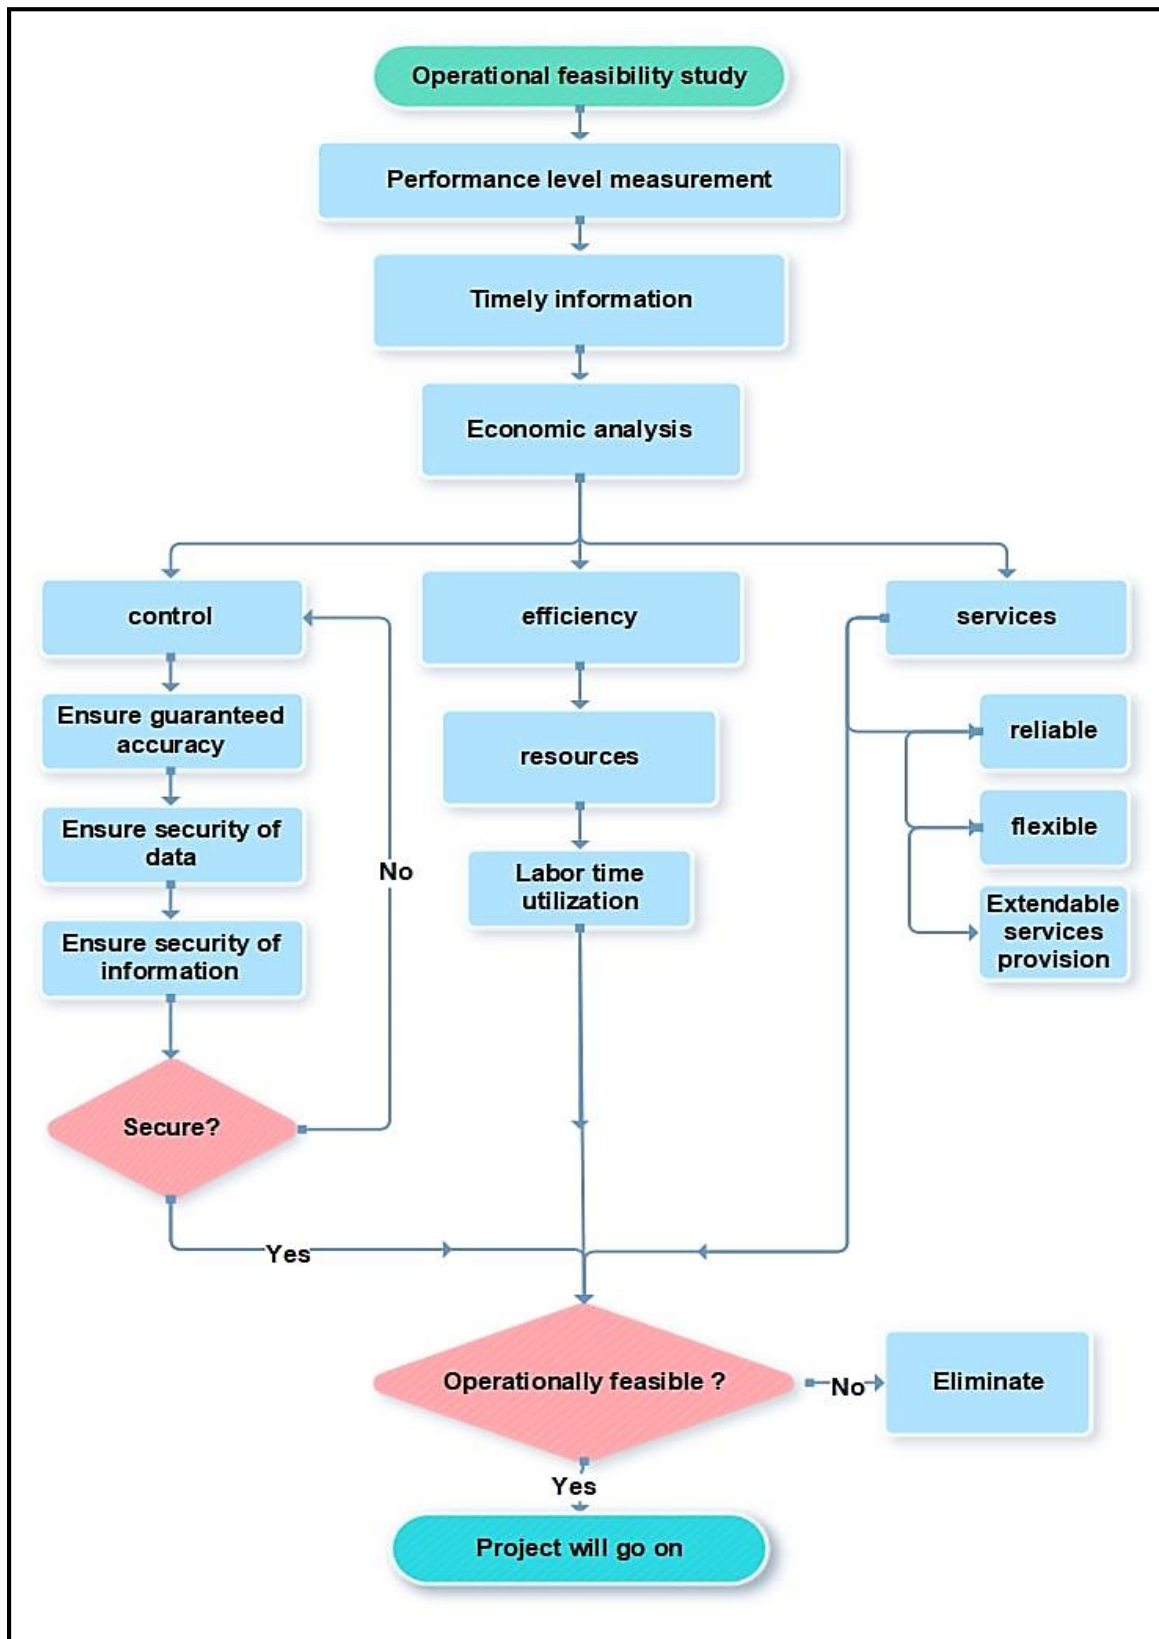 Operational feasibility study
Performance level measurement
Timely information
Economic analysis
control
efficiency
services
Ensure guaranteed
accuracy
resources
reliable
Ensure security of
data
flexible
No
Labor time
utilization
Extendable
services
provision
Ensure security of
information
Secure?
Yes
Operationally feasible ?
No
Eliminate
Yes
Project will go on